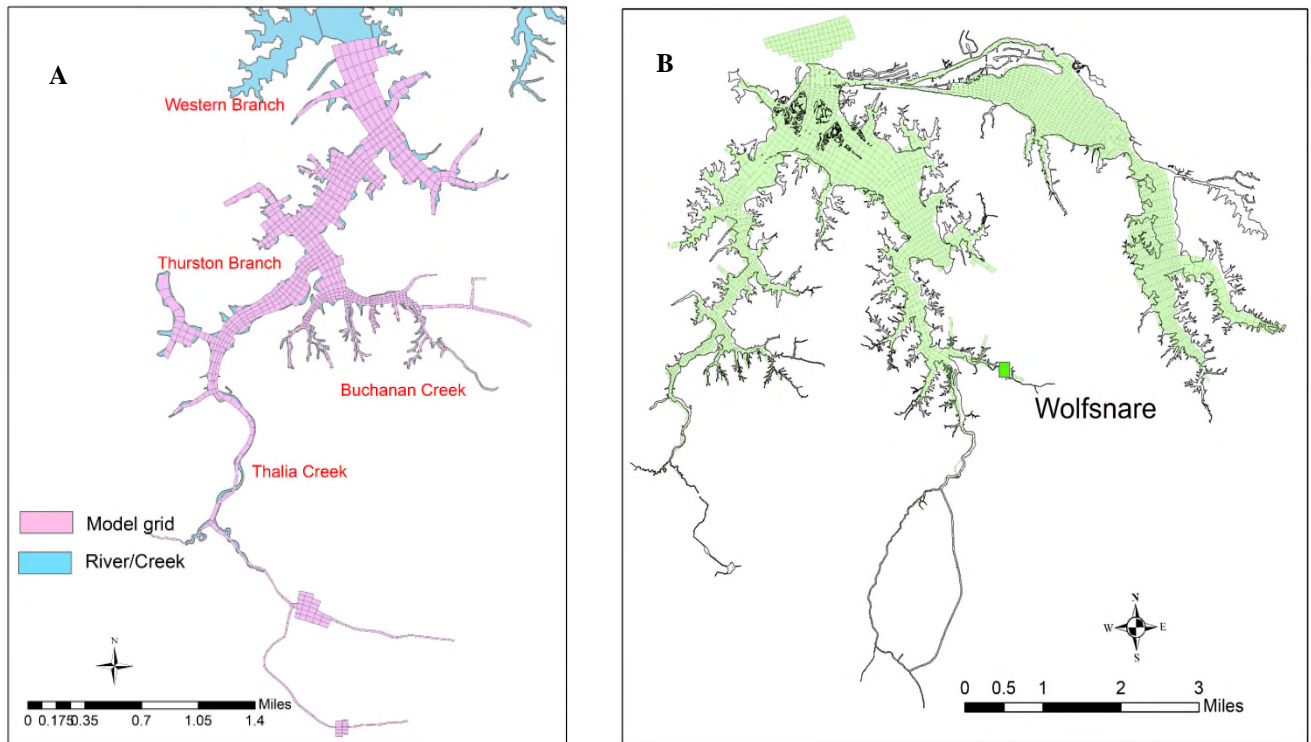 A
Western Branch
Thurston Branch
Buchanan Creek
Thalia Creek
Model grid
River/Creek
N
Miles
0 0.175 0.35 0.7 1.05 1.4
B
Wolfsnare
N
W E
S
0 0.5 1 2 3
Miles